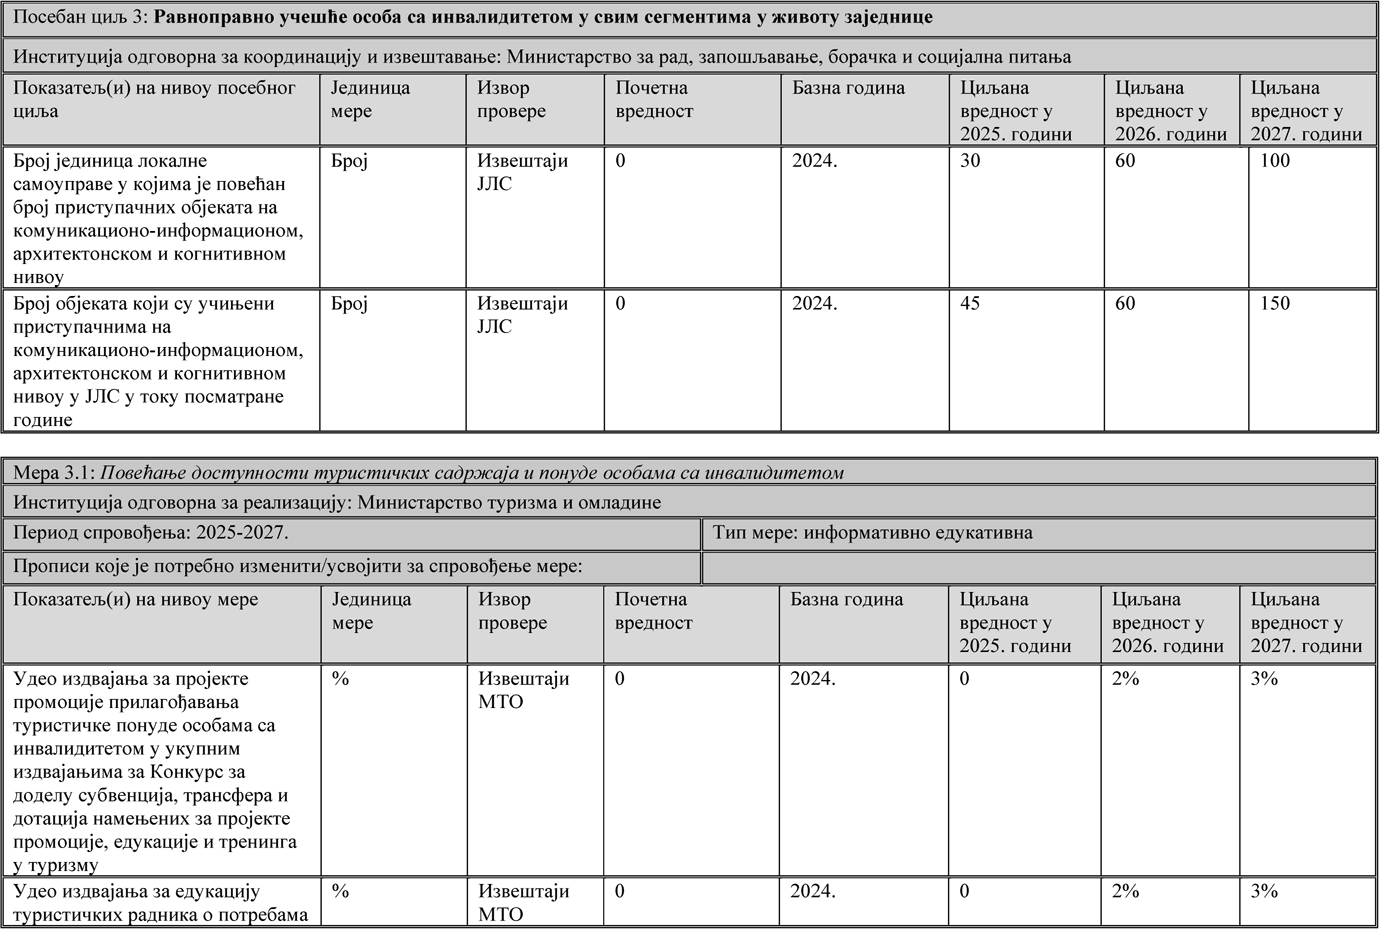 Посебан циљ 3: Равноправно учешће особа са инвалидитетом у свим сегментима у животу заједнице
Институција одговорна за координацију и извештавање: Министарство за рад, запошљавање, борачка и социјална питања
Показатељ(и) на нивоу посебног
циља
Јединица
мере
Извор
провере
Почетна
вредност
Базна година
Циљана
вредност у
2025. години
Циљана
вредност у
2026. години
Циљана
вредност у
2027. години
Број јединица локалне
самоуправе у којима је повећан
број приступачних објеката на
комуникационо-информационом,
архитектонском и когнитивном
нивоу
Број
Извештаји
ЈЛС
0
2024.
30
60
100
Број објеката који су учињени
приступачнима на
комуникационо-информационом,
архитектонском и когнитивном
нивоу у ЈЛС у току посматране
године
Број
Извештаји
ЈЛС
0
2024.
45
60
150
Мера 3.1: Повећање доступности туристичких садржаја и понуде особама са инвалидитетом
Институција одговорна за реализацију: Министарство туризма и омладине
Период спровођења: 2025-2027.
Тип мере: информативно едукативна
Прописи које је потребно изменити/усвојити за спровођење мере:
Показатељ(и) на нивоу мере
Јединица
мере
Извор
провере
Почетна
вредност
Базна година
Циљана
вредност у
2025. години
Циљана
вредност у
2026. години
Циљана
вредност у
2027. години
Удео издвајања за пројекте
промоције прилагођавања
туристичке понуде особама са
инвалидитетом у укупним
издвајањима за Конкурс за
доделу субвенција, трансфера и
дотација намењених за пројекте
промоције, едукације и тренинга
у туризму
%
Извештаји
МТО
0
2024.
0
2%
3%
Удео издвајања за едукацију
туристичких радника о потребама
%
Извештаји
МТО
0
2024.
0
2%
3%